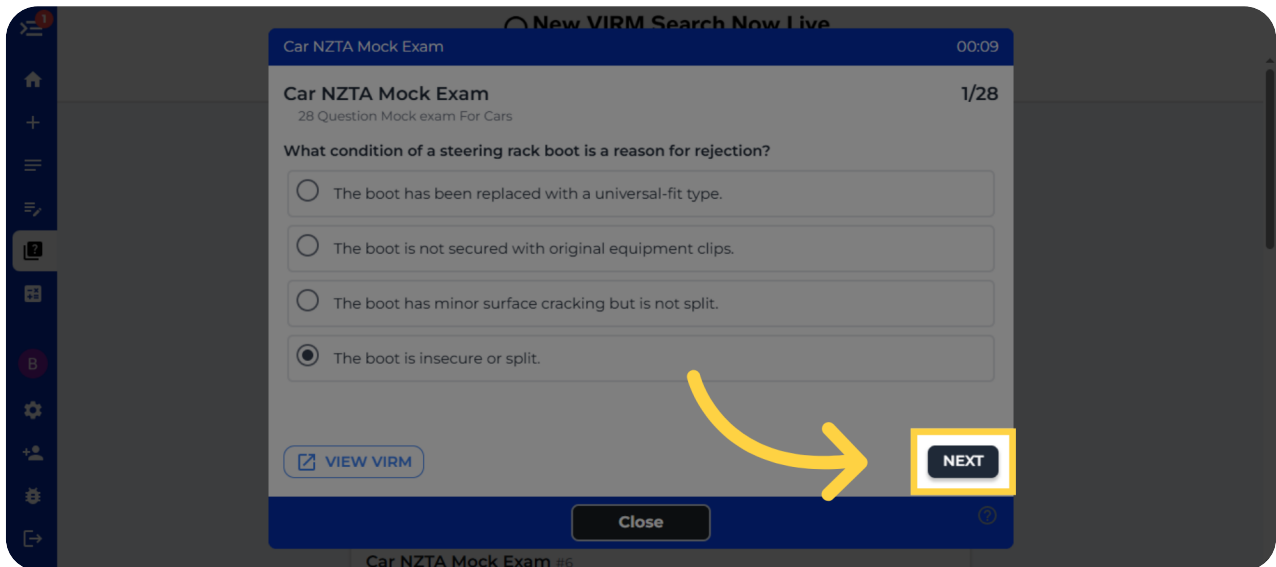 1
New VIRM Search Now Live
Car NZTA Mock Exam 00:09
Car NZTA Mock Exam 1/28
28 Question Mock exam For Cars
What condition of a steering rack boot is a reason for rejection?
The boot has been replaced with a universal-fit type.
The boot is not secured with original equipment clips.
The boot has minor surface cracking but is not split.
The boot is insecure or split.
B
VIEW VIRM
NEXT
Close
Car NZTA Mock Exam #6